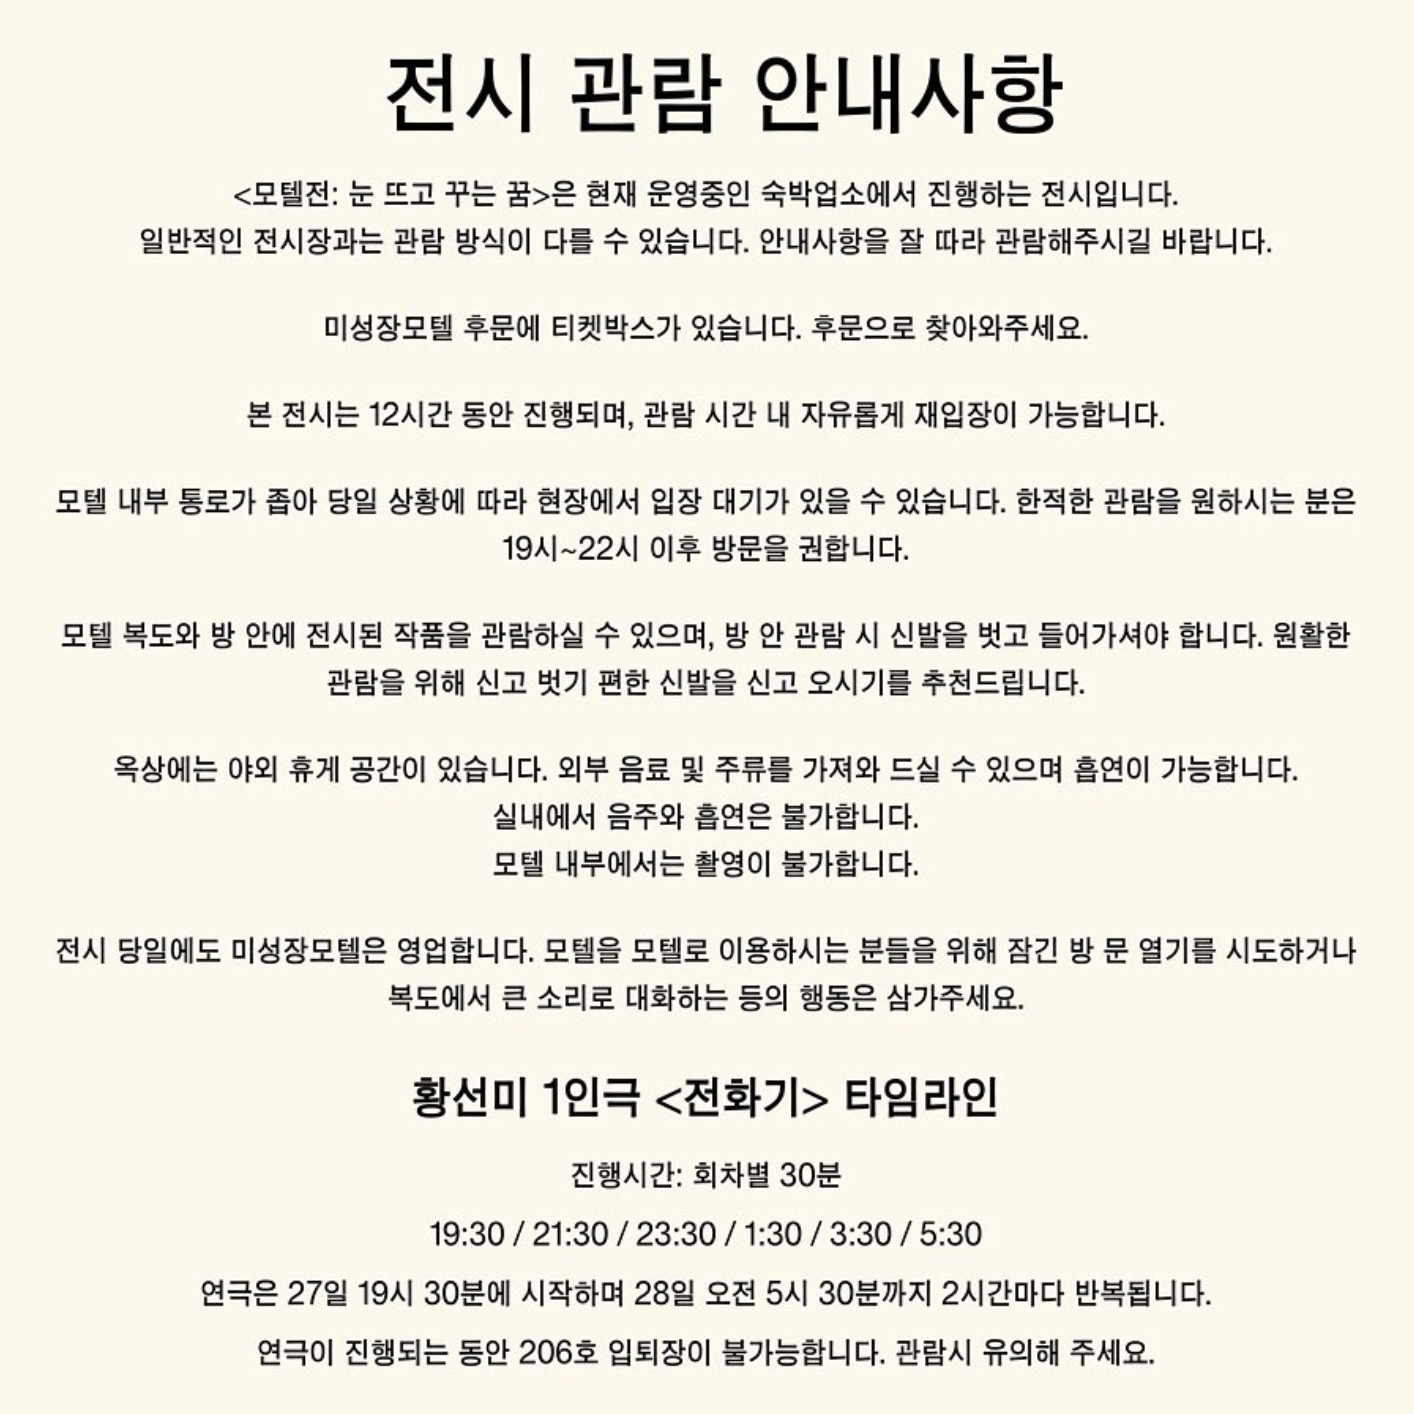 전시 관람 안내사항
<모텔전: 눈 뜨고 꾸는 꿈>은 현재 운영중인 숙박업소에서 진행하는 전시입니다.
일반적인 전시장과는 관람 방식이 다를 수 있습니다. 안내사항을 잘 따라 관람해주시길 바랍니다.
미성장모텔 후문에 티켓박스가 있습니다. 후문으로 찾아와주세요.
본 전시는 12시간 동안 진행되며, 관람 시간 내 자유롭게 재입장이 가능합니다.
모텔 내부 통로가 좁아 당일 상황에 따라 현장에서 입장 대기가 있을 수 있습니다. 한적한 관람을 원하시는 분은
19시~22시 이후 방문을 권합니다.
모텔 복도와 방 안에 전시된 작품을 관람하실 수 있으며, 방 안 관람 시 신발을 벗고 들어가셔야 합니다. 원활한
관람을 위해 신고 벗기 편한 신발을 신고 오시기를 추천드립니다.
옥상에는 야외 휴게 공간이 있습니다. 외부 음료 및 주류를 가져와 드실 수 있으며 흡연이 가능합니다.
실내에서 음주와 흡연은 불가합니다.
모텔 내부에서는 촬영이 불가합니다.
전시 당일에도 미성장모텔은 영업합니다. 모텔을 모텔로 이용하시는 분들을 위해 잠긴 방 문 열기를 시도하거나
복도에서 큰 소리로 대화하는 등의 행동은 삼가주세요.
황선미 1인극 <전화기> 타임라인
진행시간: 회차별 30분
19:30 / 21:30 / 23:30 / 1:30 / 3:30 / 5:30
연극은 27일 19시 30분에 시작하며 28일 오전 5시 30분까지 2시간마다 반복됩니다.
연극이 진행되는 동안 206호 입퇴장이 불가능합니다. 관람시 유의해 주세요.